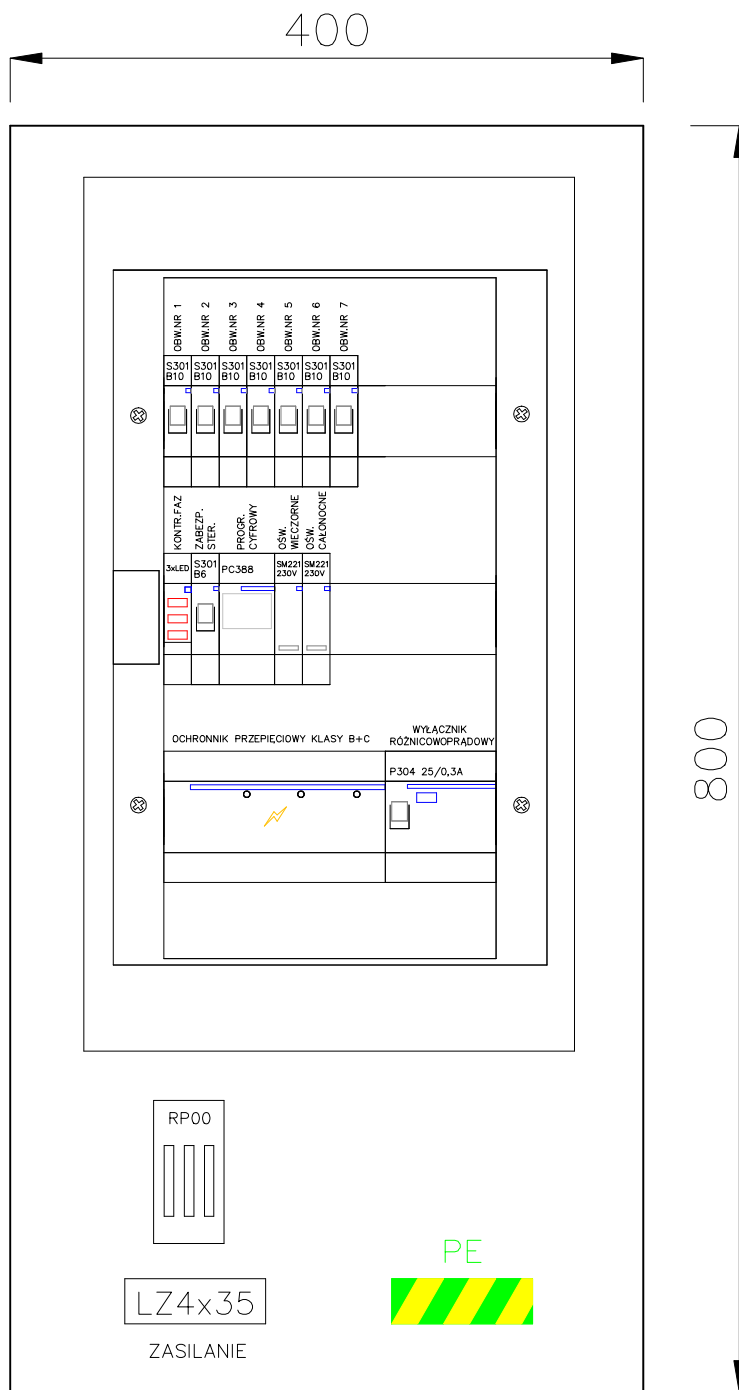 400
800
OBW.NR 1
OBW.NR 2
OBW.NR 3
OBW.NR 4
OBW.NR 5
OBW.NR 6
OBW.NR 7
S301
B10
S301
B10
S301
B10
S301
B10
S301
B10
S301
B10
S301
B10
KONTR.FAZ
ZABEZP.
STER.
PROGR.
CYFROWY
OŚW.
WIECZORNE
OŚW.
CAŁONOCNE
3xLED
S301
B6
PC388
SM221
230V
SM221
230V
OCHRONNIK PRZEPIĘCIOWY KLASY B+C
WYŁĄCZNIK
RÓŻNICOWOPRĄDOWY
P304 25/0,3A
RP00
PE
LZ4x35
ZASILANIE